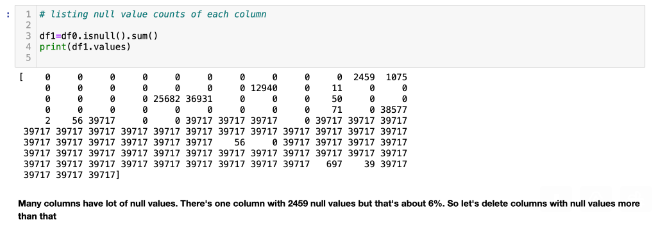 : 1 # listing null value counts of each column
2
3 df1=df0.isnull().sum()
4 print(df1.values)
5
[ 0 0 0 0 0 0 0 0 0 0 2459 1075
0 0 0 0 0 0 0 12940 0 11 0 0
0 0 0 0 25682 36931 0 0 0 50 0 0
0 0 0 0 0 0 0 0 0 71 0 38577
2 56 39717 0 0 39717 39717 39717 0 39717 39717 39717
39717 39717 39717 39717 39717 39717 39717 39717 39717 39717 39717 39717
39717 39717 39717 39717 39717 39717 56 0 39717 39717 39717 39717
39717 39717 39717 39717 39717 39717 39717 39717 39717 39717 39717 39717
39717 39717 39717 39717 39717 39717 39717 39717 39717 697 39 39717
39717 39717 39717]
Many columns have lot of null values. There's one column with 2459 null values but that's about 6%. So let's delete columns with null values more
than that